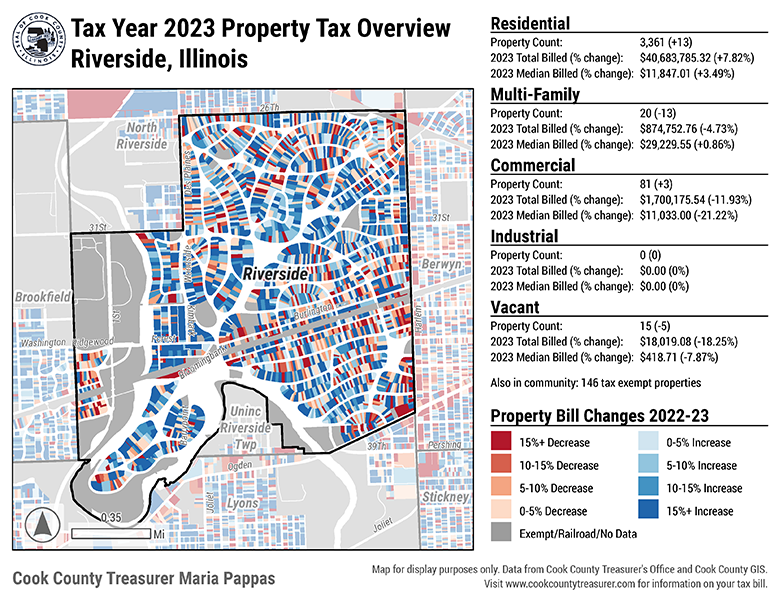 SEAL OF COOK COUNTY
ILLINOIS
Tax Year 2023 Property Tax Overview
Riverside, Illinois
26Th
North
Riverside
Des Plaines
31St
31St
Riverside
Berwyn
Brookfield
1St
Burlington
Harlem
Washington
Ridgewood
Forest
Bloomingbank
Uninc
Riverside
Twp
39Th
Pershing
Ogden
Lyons
Joliet
Stickney
Joliet
0.35
Mi
Residential
Property Count: 3,361 (+13)
2023 Total Billed (% change): $40,683,785.32 (+7.82%)
2023 Median Billed (% change): $11,847.01 (+3.49%)
Multi-Family
Property Count: 20 (-13)
2023 Total Billed (% change): $874,752.76 (-4.73%)
2023 Median Billed (% change): $29,229.55 (+0.86%)
Commercial
Property Count: 81 (+3)
2023 Total Billed (% change): $1,700,175.54 (-11.93%)
2023 Median Billed (% change): $11,033.00 (-21.22%)
Industrial
Property Count: 0 (0)
2023 Total Billed (% change): $0.00 (0%)
2023 Median Billed (% change): $0.00 (0%)
Vacant
Property Count: 15 (-5)
2023 Total Billed (% change): $18,019.08 (-18.25%)
2023 Median Billed (% change): $418.71 (-7.87%)
Also in community: 146 tax exempt properties
Property Bill Changes 2022-23
15%+ Decrease
10-15% Decrease
5-10% Decrease
0-5% Decrease
0-5% Increase
5-10% Increase
10-15% Increase
15%+ Increase
Exempt/Railroad/No Data
Cook County Treasurer Maria Pappas
Map for display purposes only. Data from Cook County Treasurer's Office and Cook County GIS.
Visit www.cookcountytreasurer.com for information on your tax bill.